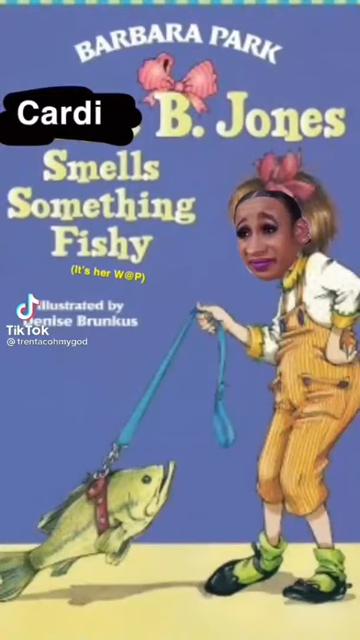 BARBARA PARK
Cardi B. Jones
Smells
Something
Fishy
(It's her W@P)
Illustrated by
Denise Brunkus
TikTok
@trentacohmygod